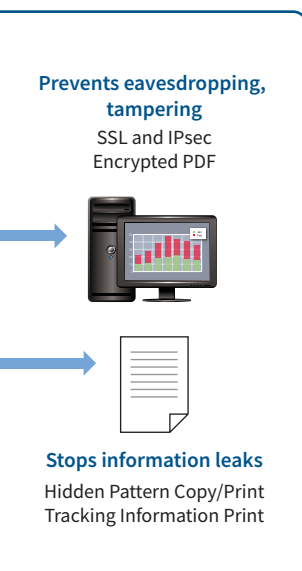 Prevents eavesdropping,
tampering
SSL and IPsec
Encrypted PDF
Stops information leaks
Hidden Pattern Copy/Print
Tracking Information Print